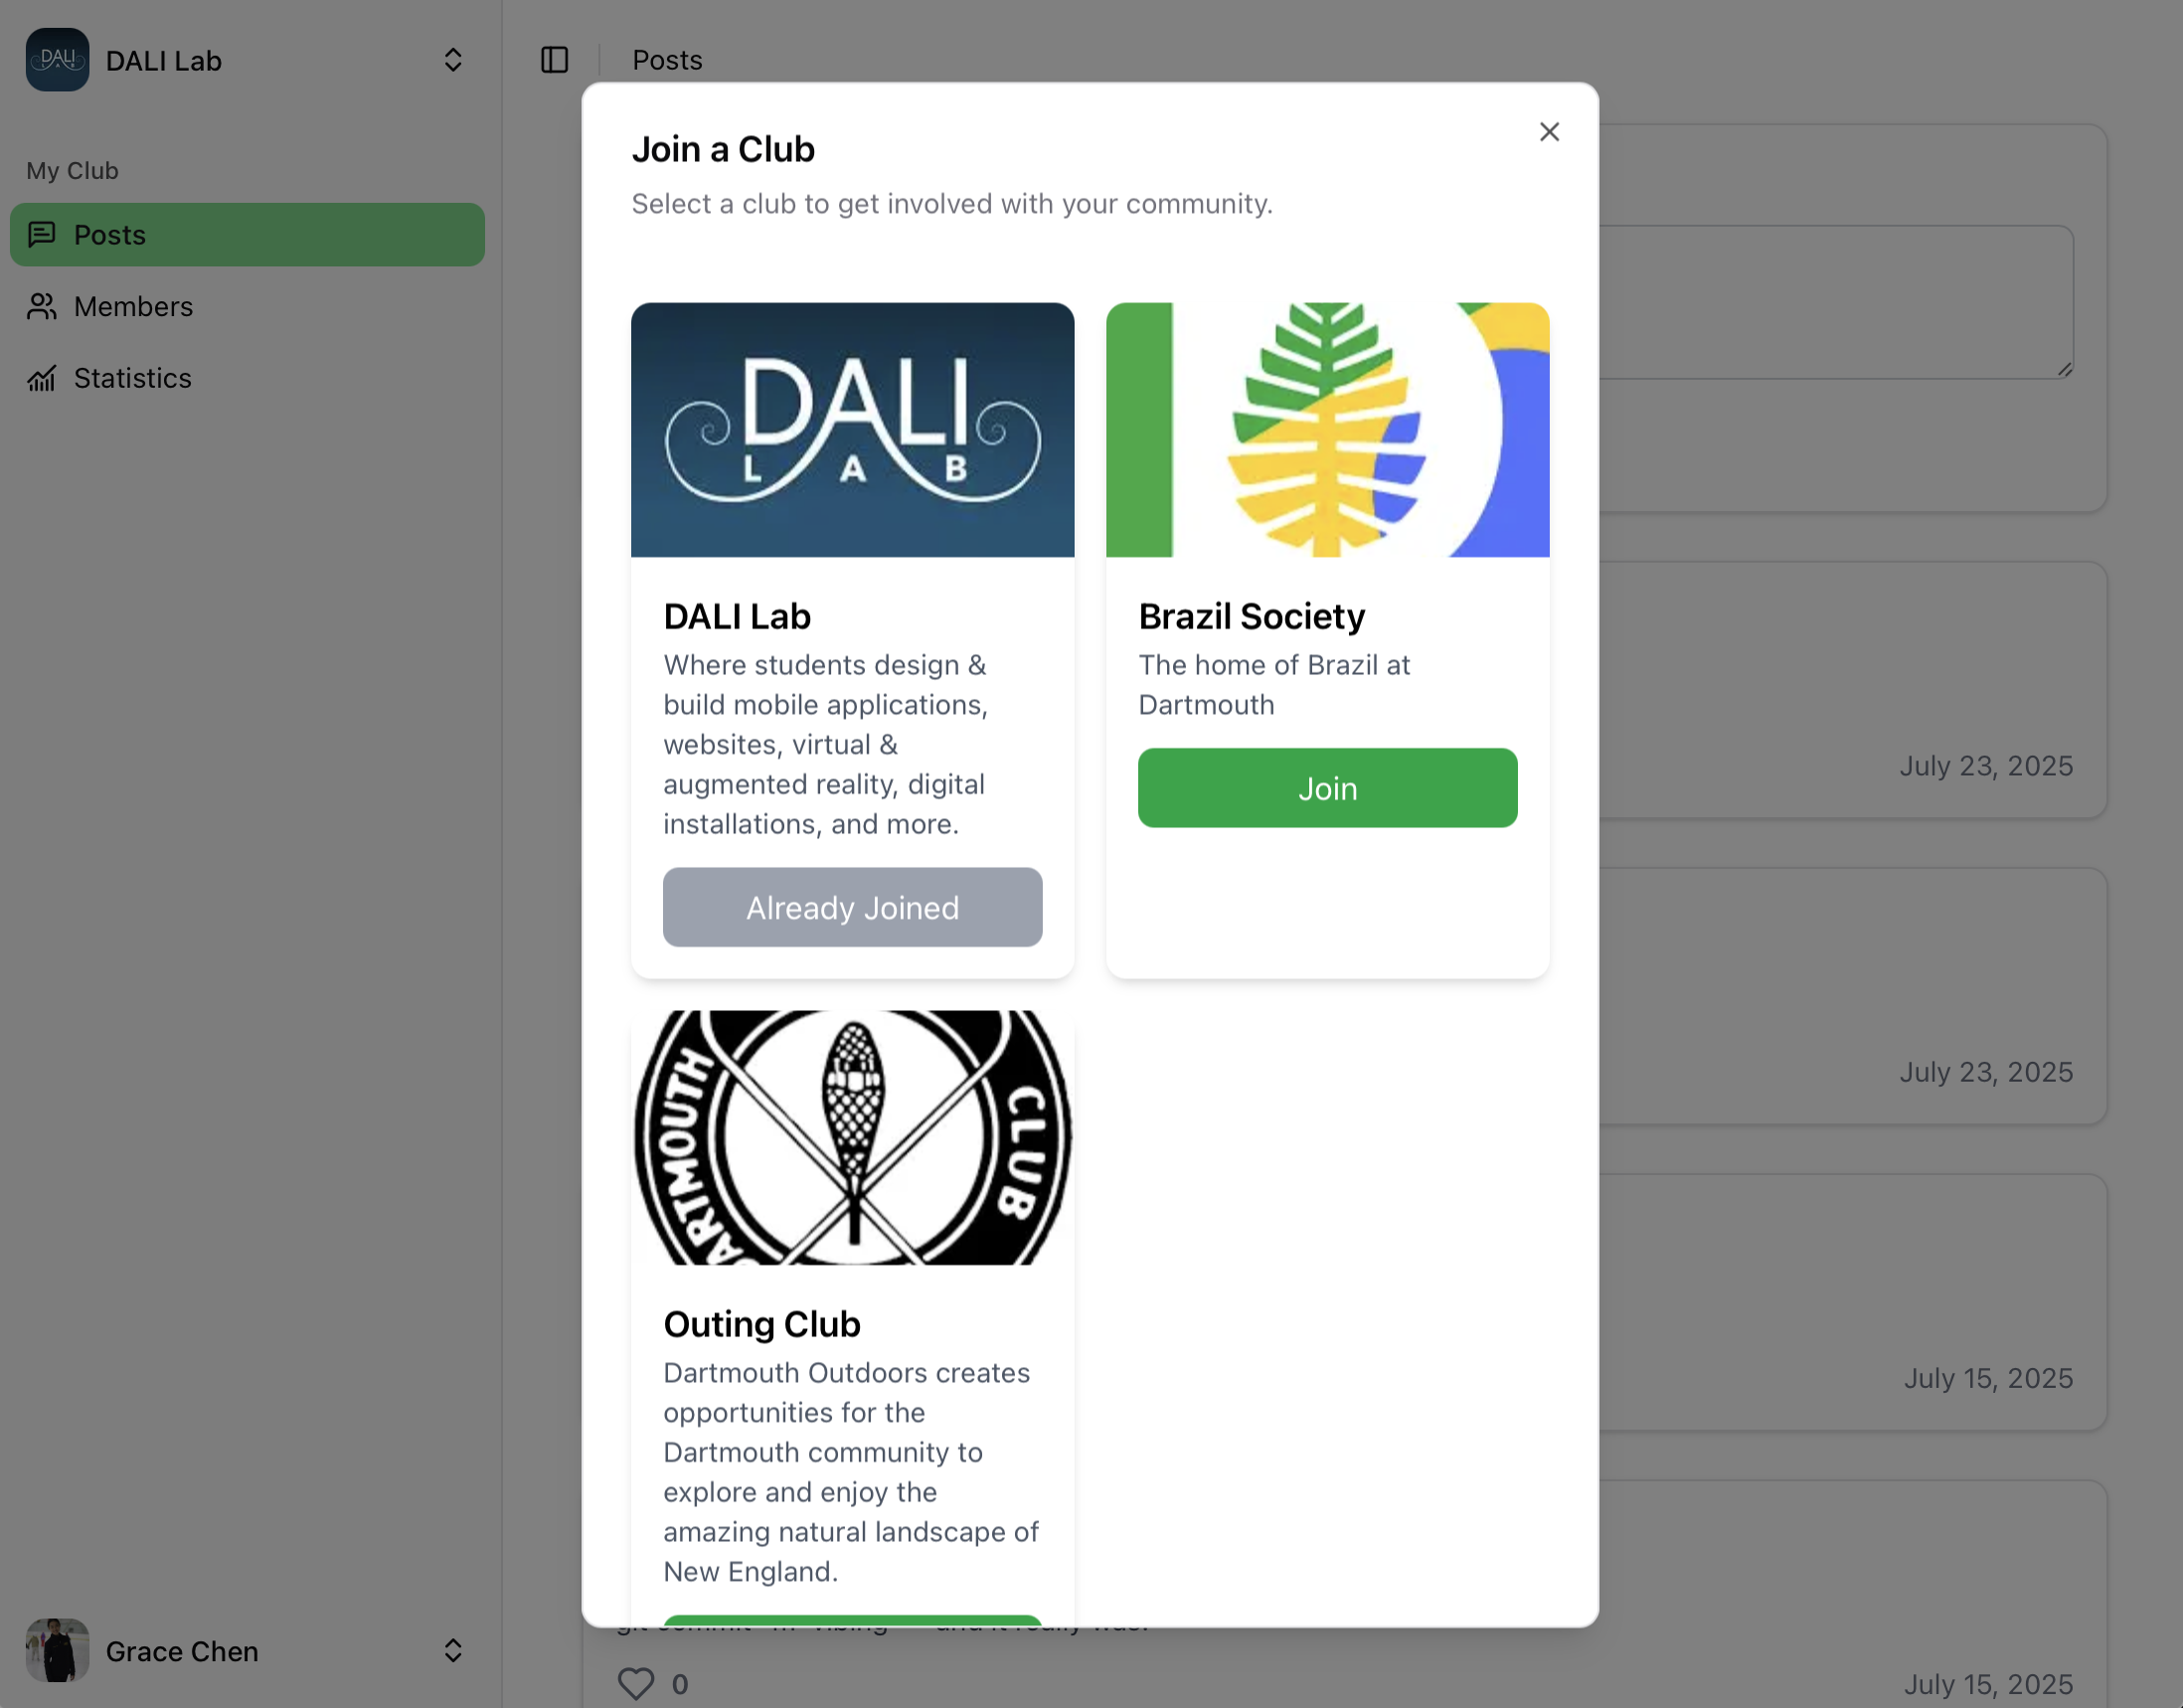 DALI
L A B
DALI Lab
My Club
Posts
Members
Statistics
Grace Chen
Posts
Join a Club
Select a club to get involved with your community.
DALI
L A B
DALI Lab
Where students design &
build mobile applications,
websites, virtual &
augmented reality, digital
installations, and more.
Already Joined
Brazil Society
The home of Brazil at
Dartmouth
Join
DARTMOUTH
CLUB
Outing Club
Dartmouth Outdoors creates
opportunities for the
Dartmouth community to
explore and enjoy the
amazing natural landscape of
New England.
July 23, 2025
July 23, 2025
July 15, 2025
0
July 15, 2025